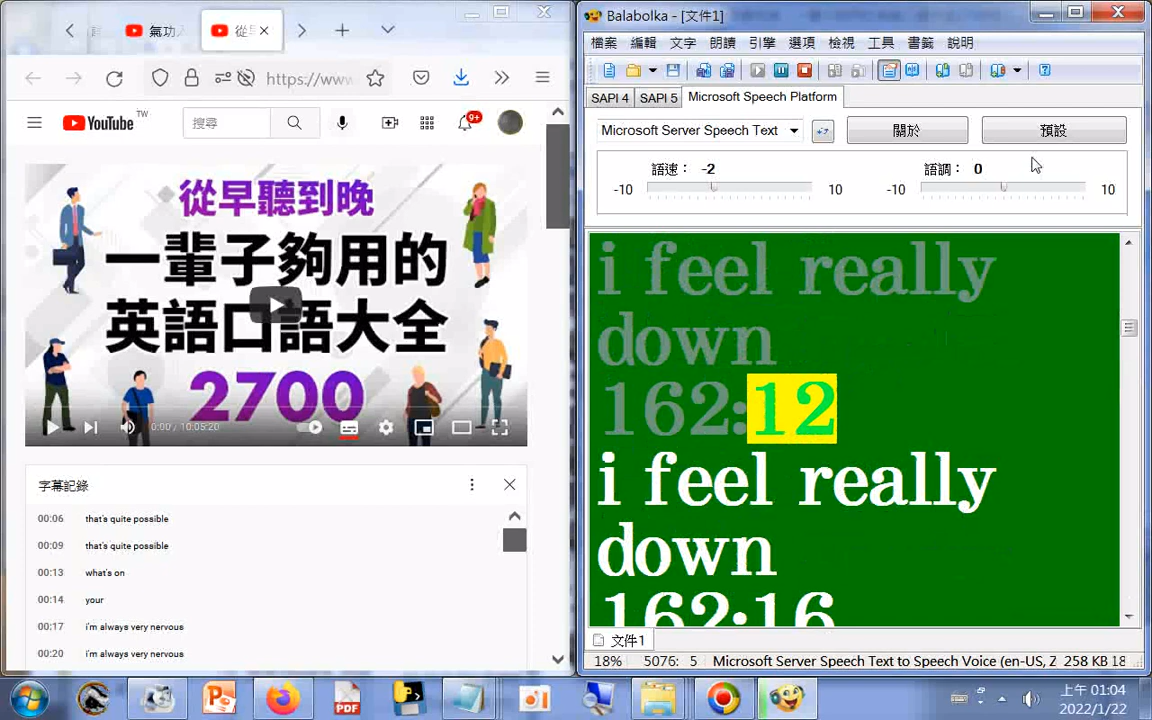 從
https://www
YouTube TW
搜尋
9+
從早聽到晚
一輩子夠用的
英語口語大全
2700
0:00 / 10:05:20
字幕記錄
00:06 that's quite possible
00:09 that's quite possible
00:13 what's on
00:14 your
00:17 i'm always very nervous
00:20 i'm always very nervous
Balabolka - [文件1]
檔案 編輯 文字 朗讀 引擎 選項 檢視 工具 書籤 說明
SAPI 4 SAPI 5 Microsoft Speech Platform
Microsoft Server Speech Text 關於 預設
語速： -2 語調： 0
-10 10 -10 10
i feel really
down
162:12
i feel really
down
162:16
文件1
18% 5076: 5 Microsoft Server Speech Text to Speech Voice (en-US, Z 258 KB 18
PDF
上午 01:04
2022/1/22